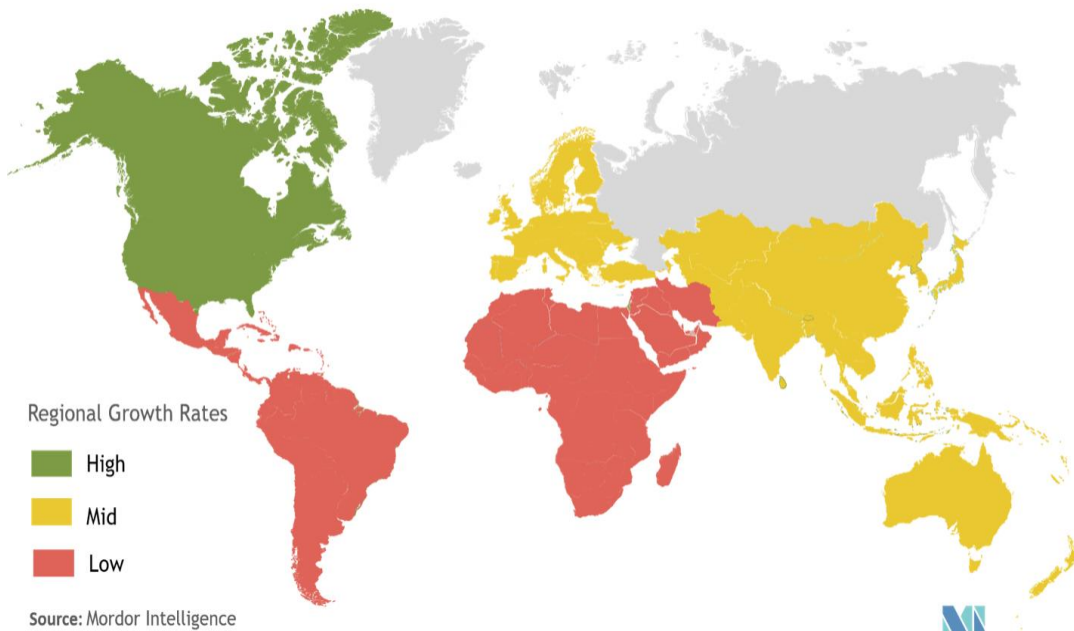 Regional Growth Rates
High
Mid
Low
Source: Mordor Intelligence